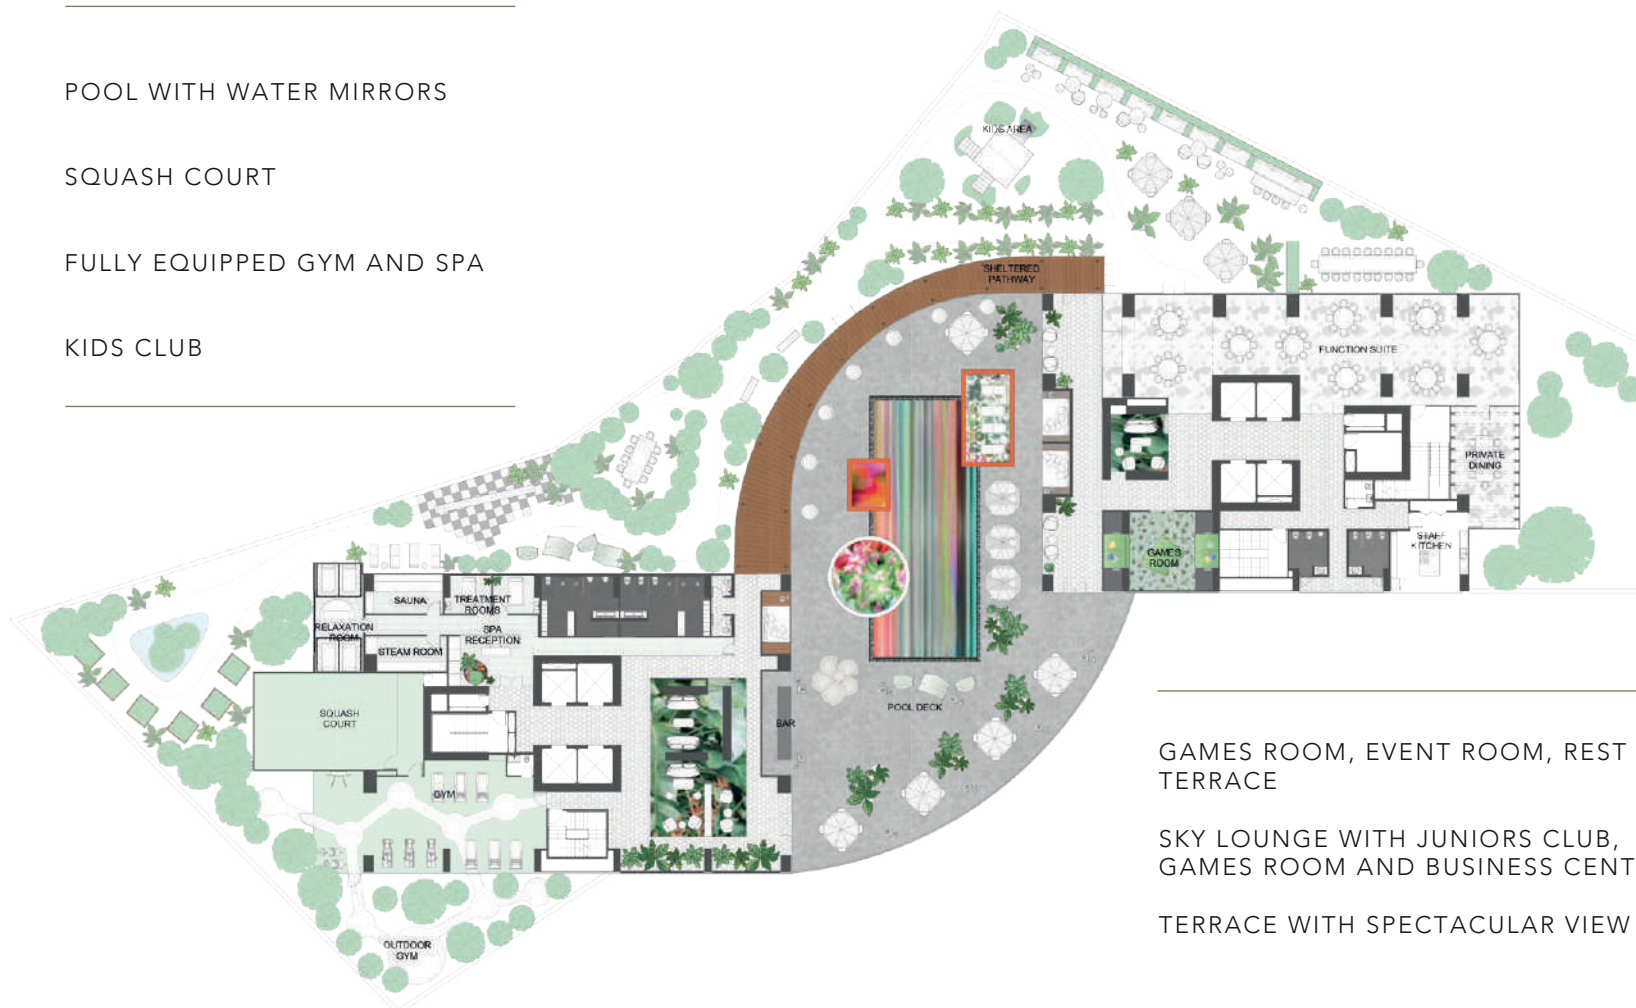 POOL WITH WATER MIRRORS
SQUASH COURT
FULLY EQUIPPED GYM AND SPA
KIDS CLUB
KIDS AREA
SHELTERED
PATHWAY
FUNCTION SUITE
PRIVATE
DINING
STAFF
KITCHEN
GAMES
ROOM
SAUNA
TREATMENT
ROOMS
RELAXATION
ROOM
SPA
RECEPTION
STEAM ROOM
SQUASH
COURT
BAR
POOL DECK
GYM
OUTDOOR
GYM
GAMES ROOM, EVENT ROOM, REST
TERRACE
SKY LOUNGE WITH JUNIORS CLUB,
GAMES ROOM AND BUSINESS CENT
TERRACE WITH SPECTACULAR VIEW